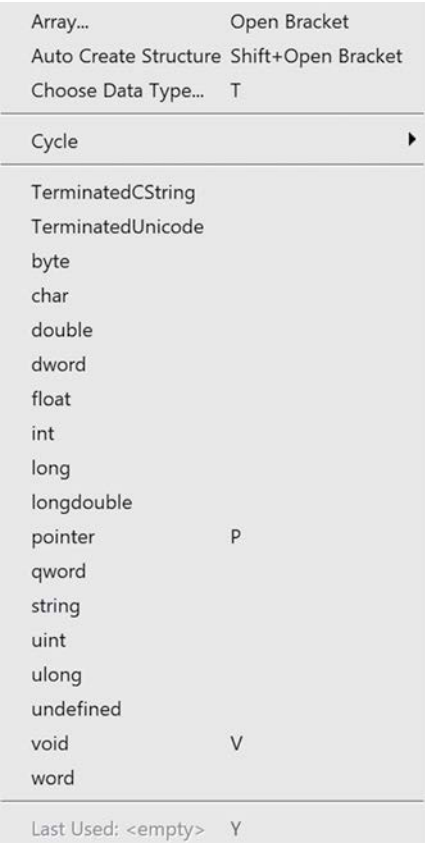 Array... Open Bracket
Auto Create Structure Shift+Open Bracket
Choose Data Type... T
Cycle
TerminatedCString
TerminatedUnicode
byte
char
double
dword
float
int
long
longdouble
pointer P
qword
string
uint
ulong
undefined
void V
word
Last Used: <empty> Y